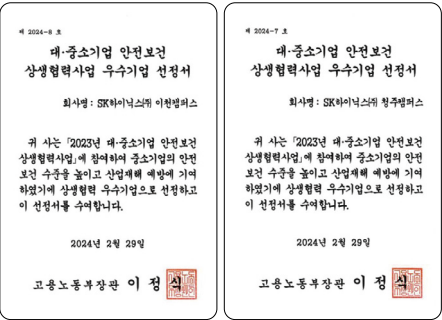 제 2024-8 호
대·중소기업 안전보건
상생협력사업 우수기업 선정서
회사명: SK하이닉스㈜ 이천캠퍼스
귀 사는 「2023년 대·중소기업 안전보건
상생협력사업」에 참여하여 중소기업의 안전
보건 수준을 높이고 산업재해 예방에 기여
하였기에 상생협력 우수기업으로 선정하고
이 선정서를 수여합니다.
2024년 2월 29일
고용노동부장관 이 정 식
제 2024-7 호
대·중소기업 안전보건
상생협력사업 우수기업 선정서
회사명: SK하이닉스㈜ 청주캠퍼스
귀 사는 「2023년 대·중소기업 안전보건
상생협력사업」에 참여하여 중소기업의 안전
보건 수준을 높이고 산업재해 예방에 기여
하였기에 상생협력 우수기업으로 선정하고
이 선정서를 수여합니다.
2024년 2월 29일
고용노동부장관 이 정 식